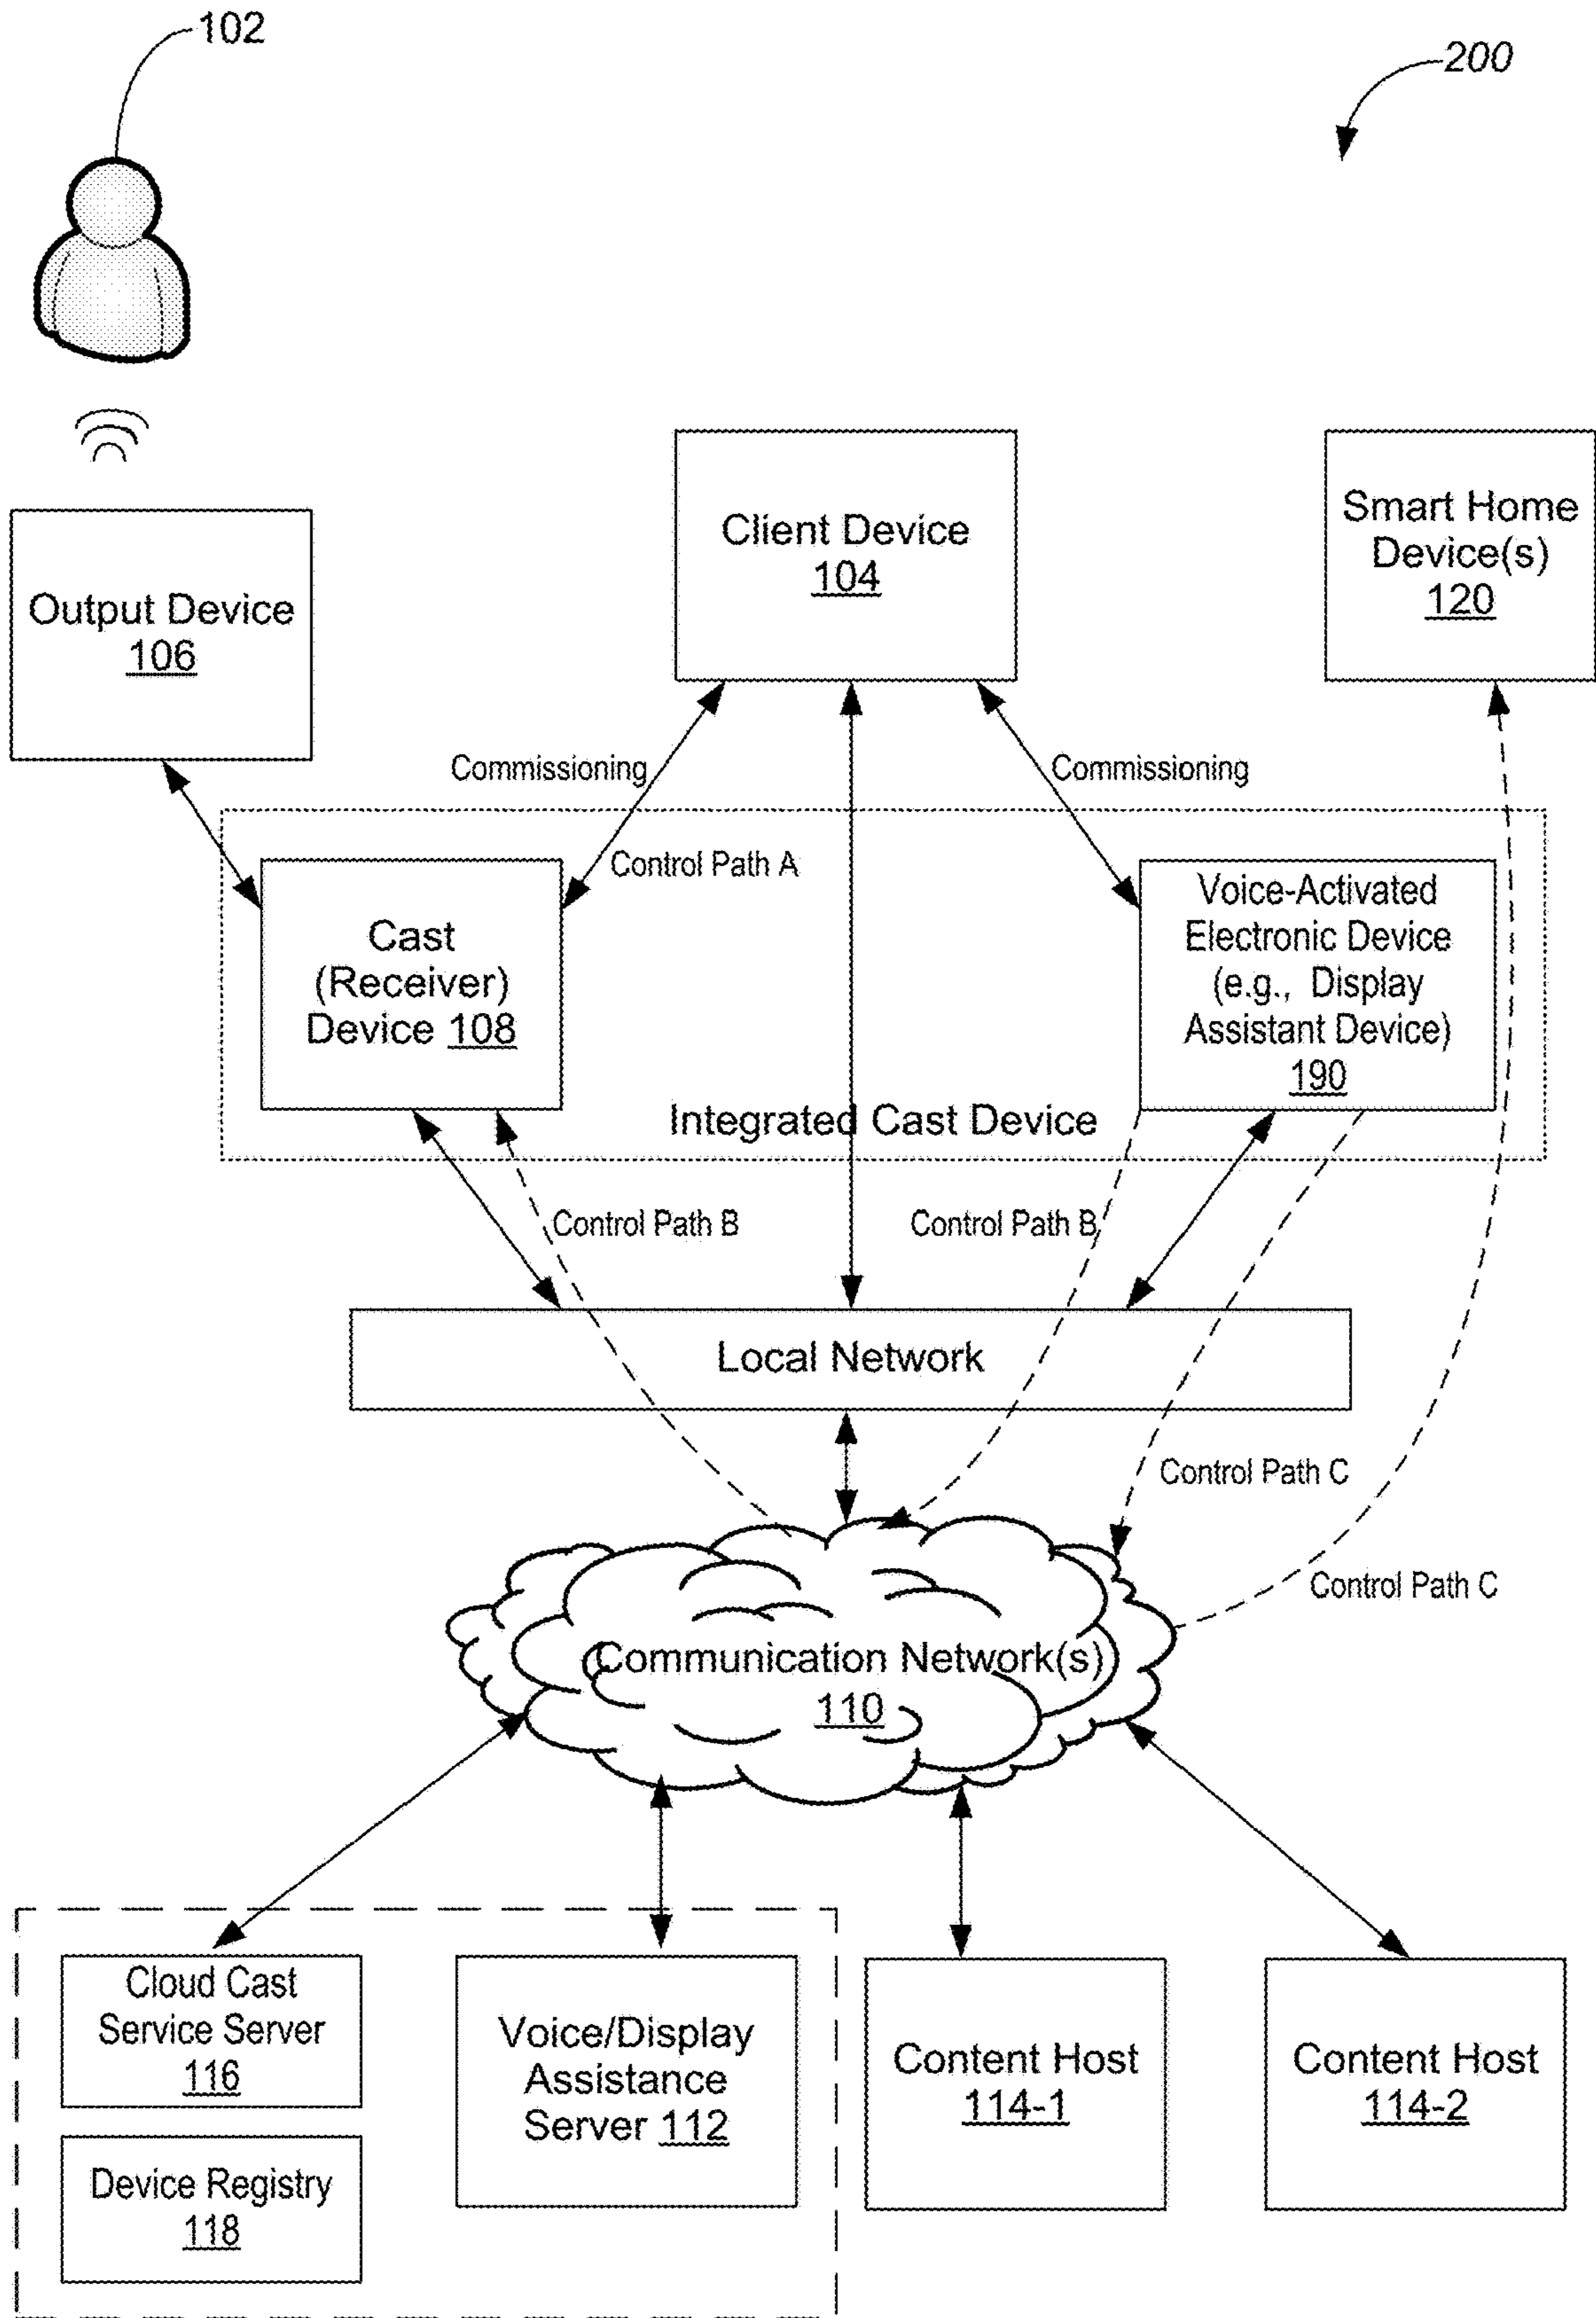 102
200
Client Device
104
Smart Home
Device(s)
120
Output Device
106
Commissioning
Commissioning
Control Path A
Cast
(Receiver)
Device 108
Voice-Activated
Electronic Device
(e.g., Display
Assistant Device)
190
Integrated Cast Device
Control Path B
Control Path B
Local Network
Control Path C
Control Path C
Communication Network(s)
110
Cloud Cast
Service Server
116
Voice/Display
Assistance
Server 112
Content Host
114-1
Content Host
114-2
Device Registry
118